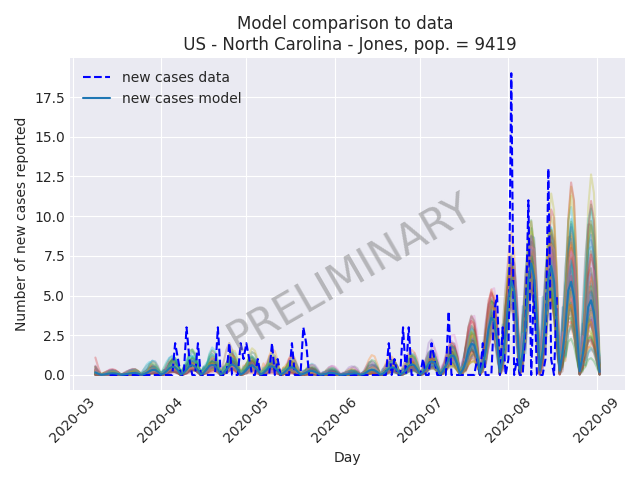 Model comparison to data
US - North Carolina - Jones, pop. = 9419
new cases data
new cases model
Number of new cases reported
17.5
15.0
12.5
10.0
7.5
5.0
2.5
0.0
PRELIMINARY
2020-03
2020-04
2020-05
2020-06
2020-07
2020-08
2020-09
Day